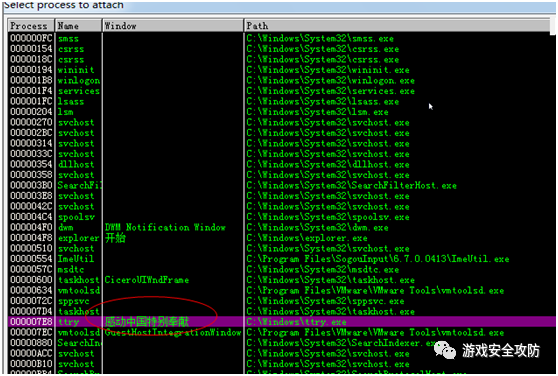 Select process to attach
Process Name Window Path
000000FC smss C:\Windows\System32\smss.exe
00000154 csrss C:\Windows\System32\csrss.exe
0000018C csrss C:\Windows\System32\csrss.exe
00000194 wininit C:\Windows\System32\wininit.exe
000001B8 winlogon C:\Windows\System32\winlogon.exe
000001F4 services C:\Windows\System32\services.exe
000001FC lsass C:\Windows\System32\lsass.exe
00000204 lsm C:\Windows\System32\lsm.exe
00000270 svchost C:\Windows\System32\svchost.exe
000002BC svchost C:\Windows\System32\svchost.exe
00000314 svchost C:\Windows\System32\svchost.exe
0000033C svchost C:\Windows\System32\svchost.exe
00000354 dllhost C:\Windows\System32\dllhost.exe
00000358 svchost C:\Windows\System32\svchost.exe
000003B0 SearchFil C:\Windows\System32\SearchFilterHost.exe
000003E8 svchost C:\Windows\System32\svchost.exe
0000042C svchost C:\Windows\System32\svchost.exe
000004C4 spoolsv C:\Windows\System32\spoolsv.exe
000004F0 dwm DWM Notification Window C:\Windows\System32\dwm.exe
000004F8 explorer 开始 C:\Windows\explorer.exe
00000510 svchost C:\Windows\System32\svchost.exe
00000554 ImeUtil C:\Program Files\SogouInput\6.7.0.0413\ImeUtil.exe
0000057C msdtc C:\Windows\System32\msdtc.exe
00000600 taskhost CiceroUIWndFrame C:\Windows\System32\taskhost.exe
00000634 vmtoolsd C:\Program Files\VMware\VMware Tools\vmtoolsd.exe
0000072C sppsvc C:\Windows\System32\sppsvc.exe
000007D4 taskhost C:\Windows\System32\taskhost.exe
000007E8 ttry 感动中国特别奉献 C:\Windows\ttry.exe
000007EC vmtoolsd GuestHostIntegrationWindow C:\Program Files\VMware\VMware Tools\vmtoolsd.exe
00000880 SearchInd C:\Windows\System32\SearchIndexer.exe
00000ACC svchost C:\Windows\System32\svchost.exe
00000B10 svchost C:\Windows\System32\svchost.exe
游戏安全攻防